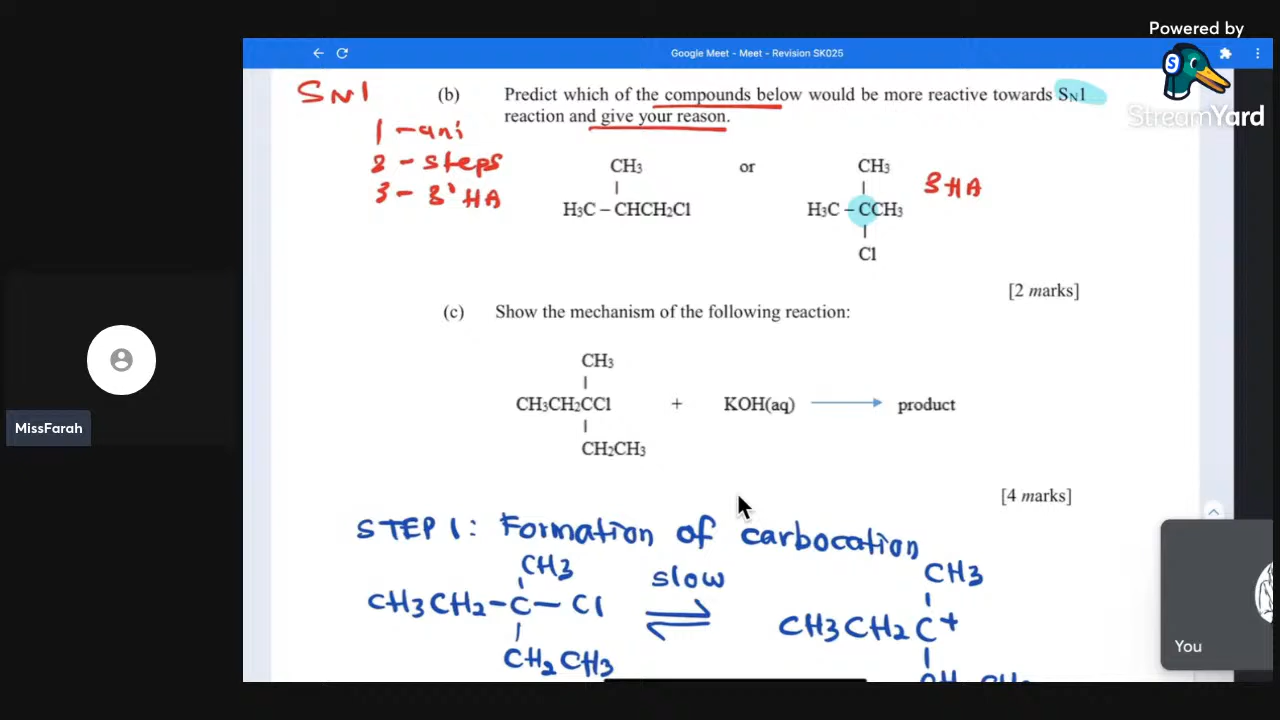 Powered by
StreamYard
Google Meet - Meet - Revision SK025
SN1
1 - uni
2 - steps
3 - 3° HA
(b) Predict which of the compounds below would be more reactive towards SN1
reaction and give your reason.
CH3 or CH3
H3C – CHCH2Cl H3C – CCH3 3HA
Cl
[2 marks]
(c) Show the mechanism of the following reaction:
CH3
CH3CH2CCl + KOH(aq) → product
CH2CH3
[4 marks]
STEP 1: Formation of carbocation
CH3 slow CH3
CH3CH2-C-Cl ⇌ CH3CH2C+
CH2CH3
MissFarah
You